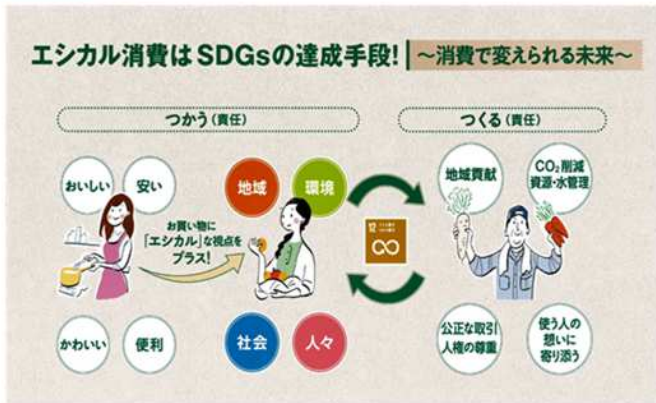 エシカル消費はSDGsの達成手段!
～消費で変えられる未来～
つかう(責任)
おいしい
安い
かわいい
便利
お買い物に
「エシカル」な視点を
プラス!
地域
環境
社会
人々
12
つくる(責任)
地域貢献
CO₂削減
資源・水管理
公正な取引
人権の尊重
使う人の
想いに
寄り添う